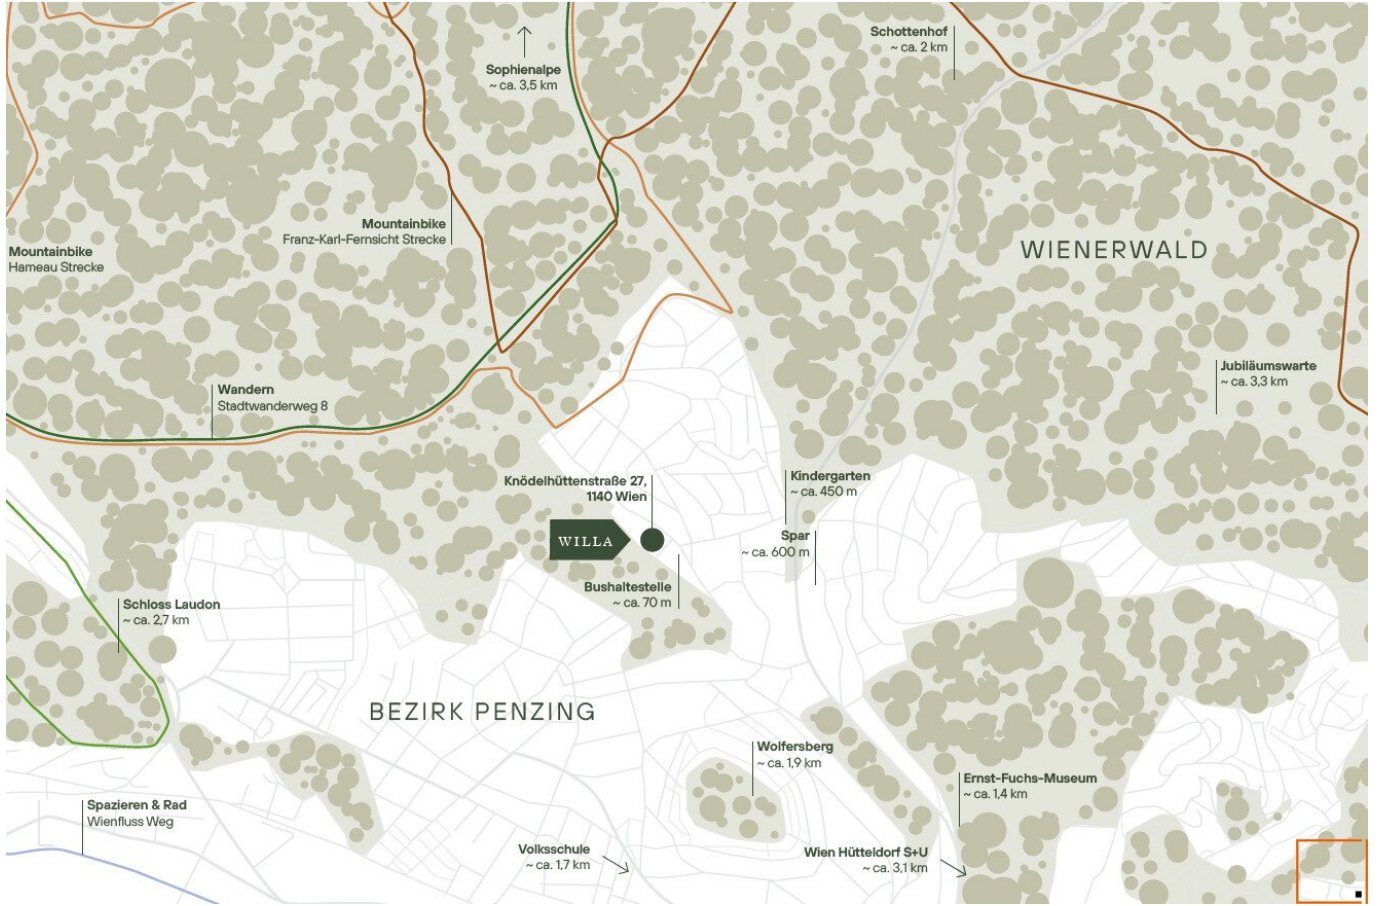 Schottenhof
~ ca. 2 km
Sophienalpe
~ ca. 3,5 km
Mountainbike
Franz-Karl-Fernsicht Strecke
Mountainbike
Hameau Strecke
WIENERWALD
Jubiläumswarte
~ ca. 3,3 km
Wandern
Stadtwanderweg 8
Knödelhüttenstraße 27,
1140 Wien
Kindergarten
~ ca. 450 m
WILLA
Spar
~ ca. 600 m
Bushaltestelle
~ ca. 70 m
Schloss Laudon
~ ca. 2,7 km
BEZIRK PENZING
Wolfersberg
~ ca. 1,9 km
Ernst-Fuchs-Museum
~ ca. 1,4 km
Spazieren & Rad
Wienfluss Weg
Volksschule
~ ca. 1,7 km
Wien Hütteldorf S+U
~ ca. 3,1 km